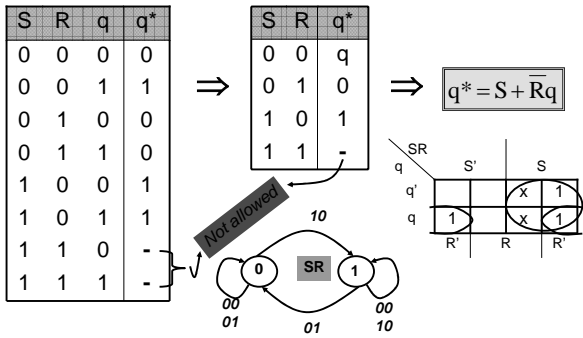 S R q q*
0 0 0 0
0 0 1 1
0 1 0 0
0 1 1 0
1 0 0 1
1 0 1 1
1 1 0 -
1 1 1 -
⇒
S R q*
0 0 q
0 1 0
1 0 1
1 1 -
⇒
q* = S + R̅q
Not allowed
SR
q
S' S
q' x 1
q 1 x 1
R' R R'
10
0 SR 1
00
01
01
00
10